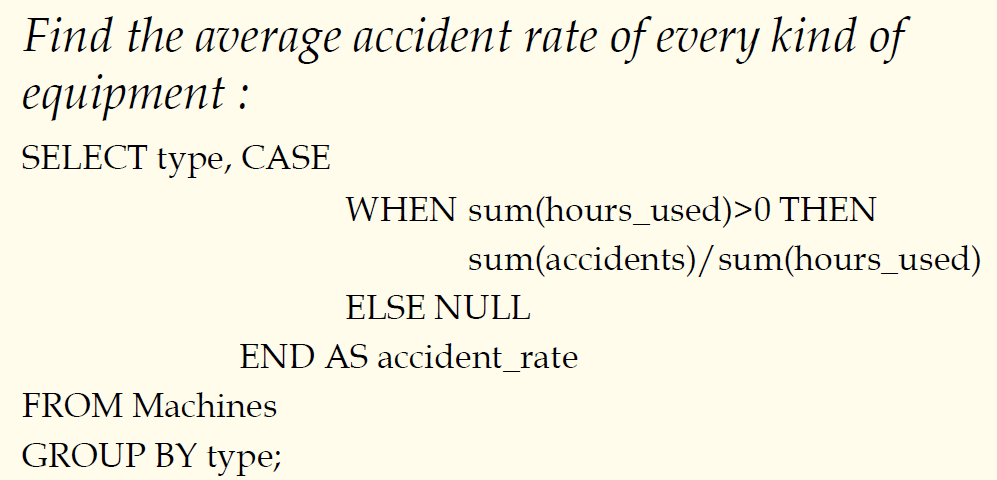 Find the average accident rate of every kind of
equipment :
SELECT type, CASE
WHEN sum(hours_used)>0 THEN
sum(accidents)/sum(hours_used)
ELSE NULL
END AS accident_rate
FROM Machines
GROUP BY type;